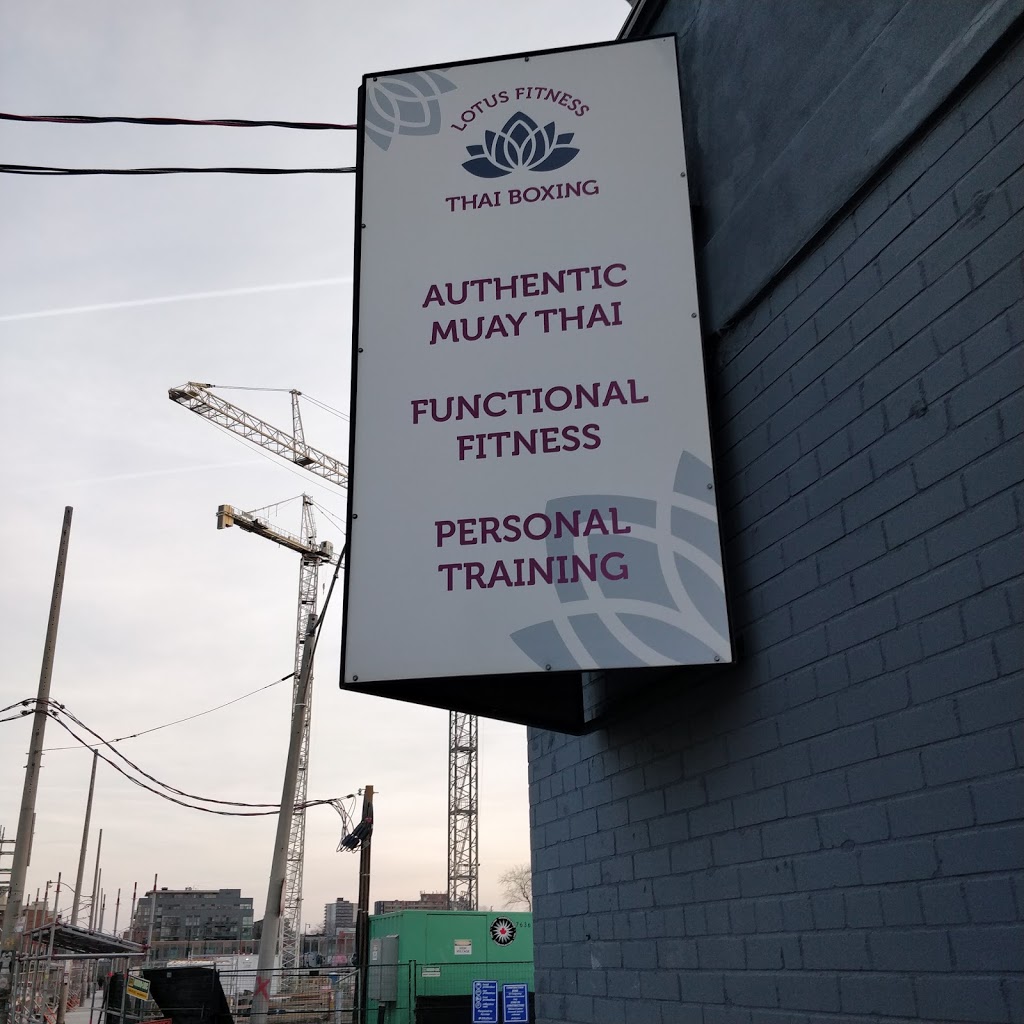 LOTUS FITNESS
THAI BOXING
AUTHENTIC
MUAY THAI
FUNCTIONAL
FITNESS
PERSONAL
TRAINING